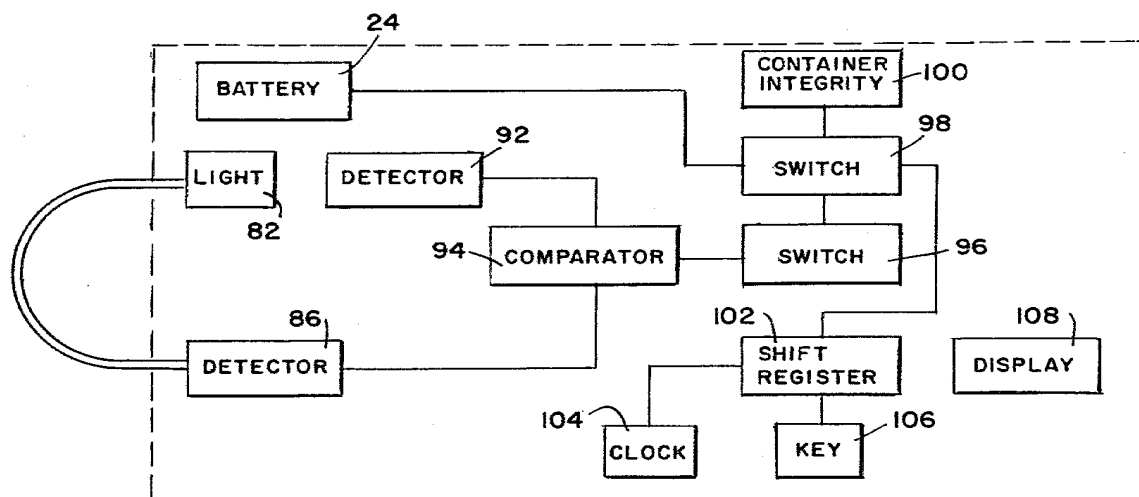 24
BATTERY
CONTAINER
INTEGRITY
100
98
92
LIGHT
DETECTOR
SWITCH
82
94
COMPARATOR
SWITCH
96
86
102
108
DETECTOR
SHIFT
REGISTER
DISPLAY
104
CLOCK
KEY
106